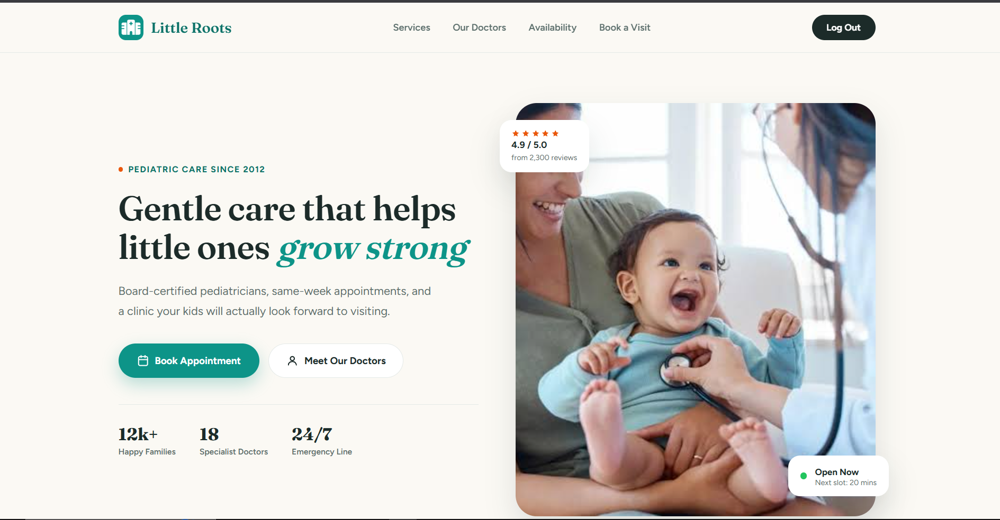 Little Roots
Services
Our Doctors
Availability
Book a Visit
Log Out
PEDIATRIC CARE SINCE 2012
Gentle care that helps
little ones grow strong
Board-certified pediatricians, same-week appointments, and
a clinic your kids will actually look forward to visiting.
Book Appointment
Meet Our Doctors
12k+
Happy Families
18
Specialist Doctors
24/7
Emergency Line
4.9 / 5.0
from 2,300 reviews
Open Now
Next slot: 20 mins